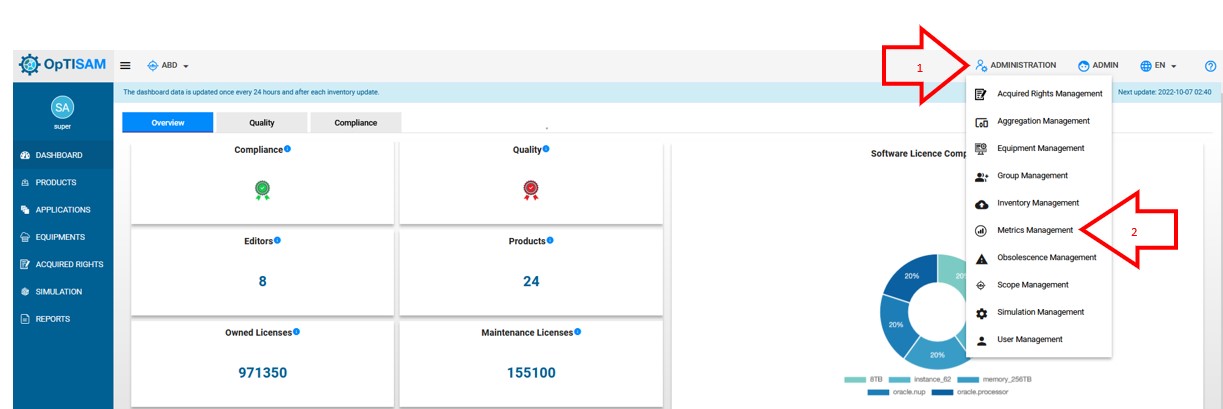 OpTISAM
ABD
1
ADMINISTRATION
ADMIN
EN
?
The dashboard data is updated once every 24 hours and after each inventory update.
Next update: 2022-10-07 02:40
SA
super
DASHBOARD
PRODUCTS
APPLICATIONS
EQUIPMENTS
ACQUIRED RIGHTS
SIMULATION
REPORTS
Overview
Quality
Compliance
Compliance
Quality
Editors
8
Products
24
Owned Licenses
971350
Maintenance Licenses
155100
Software Licence Comp
20%
20%
20%
20%
20%
8TB
instance_62
memory_256TB
oracle.nup
oracle.processor
Acquired Rights Management
Aggregation Management
Equipment Management
Group Management
Inventory Management
Metrics Management
2
Obsolescence Management
Scope Management
Simulation Management
User Management